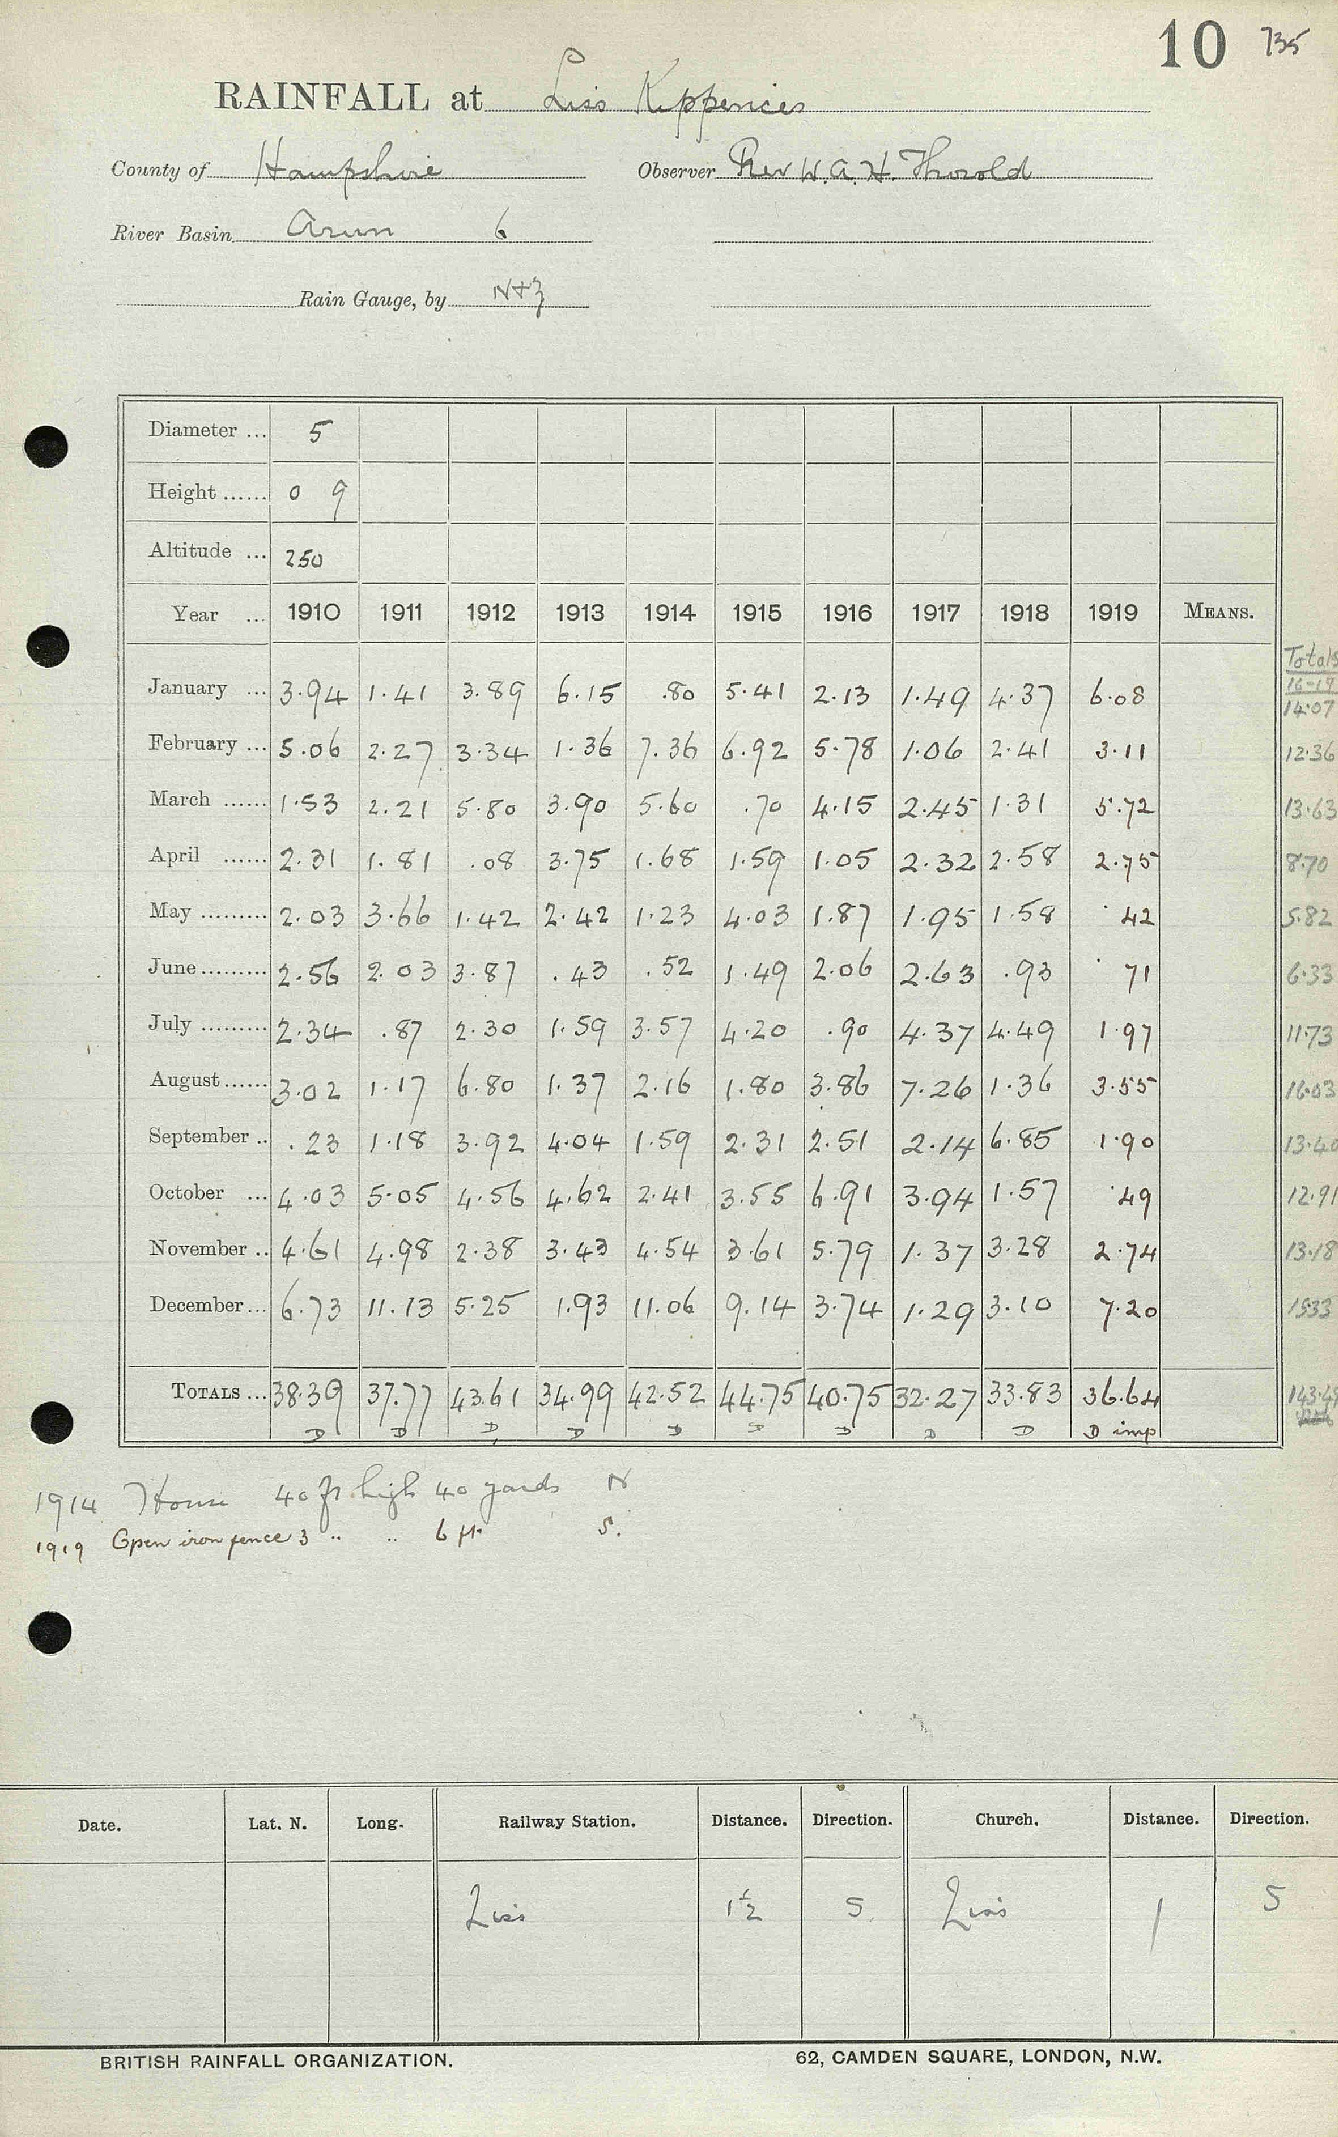 10 735
RAINFALL at Liss Kippences
County of Hampshire Observer Rev W. A. H. Thorold
River Basin Arun 6
Rain Gauge, by N+Z
Diameter ... 5
Height ...... 0 9
Altitude ... 250
Year ... 1910 1911 1912 1913 1914 1915 1916 1917 1918 1919 MEANS. Totals 16-19
January ... 3.94 1.41 3.89 6.15 .80 5.41 2.13 1.49 4.37 6.08 14.07
February ... 5.06 2.27 3.34 1.36 7.36 6.92 5.78 1.06 2.41 3.11 12.36
March ...... 1.53 2.21 5.80 3.90 5.60 .70 4.15 2.45 1.31 5.72 13.63
April ...... 2.31 1.81 .08 3.75 1.68 1.59 1.05 2.32 2.58 2.75 8.70
May ......... 2.03 3.66 1.42 2.42 1.23 4.03 1.87 1.95 1.58 .42 5.82
June ......... 2.56 2.03 3.87 .43 .52 1.49 2.06 2.63 .93 .71 6.33
July ......... 2.34 .87 2.30 1.59 3.57 4.20 .90 4.37 4.49 1.97 11.73
August ...... 3.02 1.17 6.80 1.37 2.16 1.80 3.86 7.26 1.36 3.55 16.03
September .. .23 1.18 3.92 4.04 1.59 2.31 2.51 2.14 6.85 1.90 13.40
October ... 4.03 5.05 4.56 4.62 2.41 3.55 6.91 3.94 1.57 .49 12.91
November .. 4.61 4.98 2.38 3.43 4.54 3.61 5.79 1.37 3.28 2.74 13.18
December ... 6.73 11.13 5.25 1.93 11.06 9.14 3.74 1.29 3.10 7.20 15.33
TOTALS ... 38.39 37.77 43.61 34.99 42.52 44.75 40.75 32.27 33.83 36.64 143.49
D D D D D D D D D D imp
1914 House 40 ft high 40 yards N
1919 Open iron fence 3 " " 6 ft. S.
Date. Lat. N. Long. Railway Station. Distance. Direction. Church. Distance. Direction.
Liss 1½ S Liss 1 S
BRITISH RAINFALL ORGANIZATION. 62, CAMDEN SQUARE, LONDON, N.W.